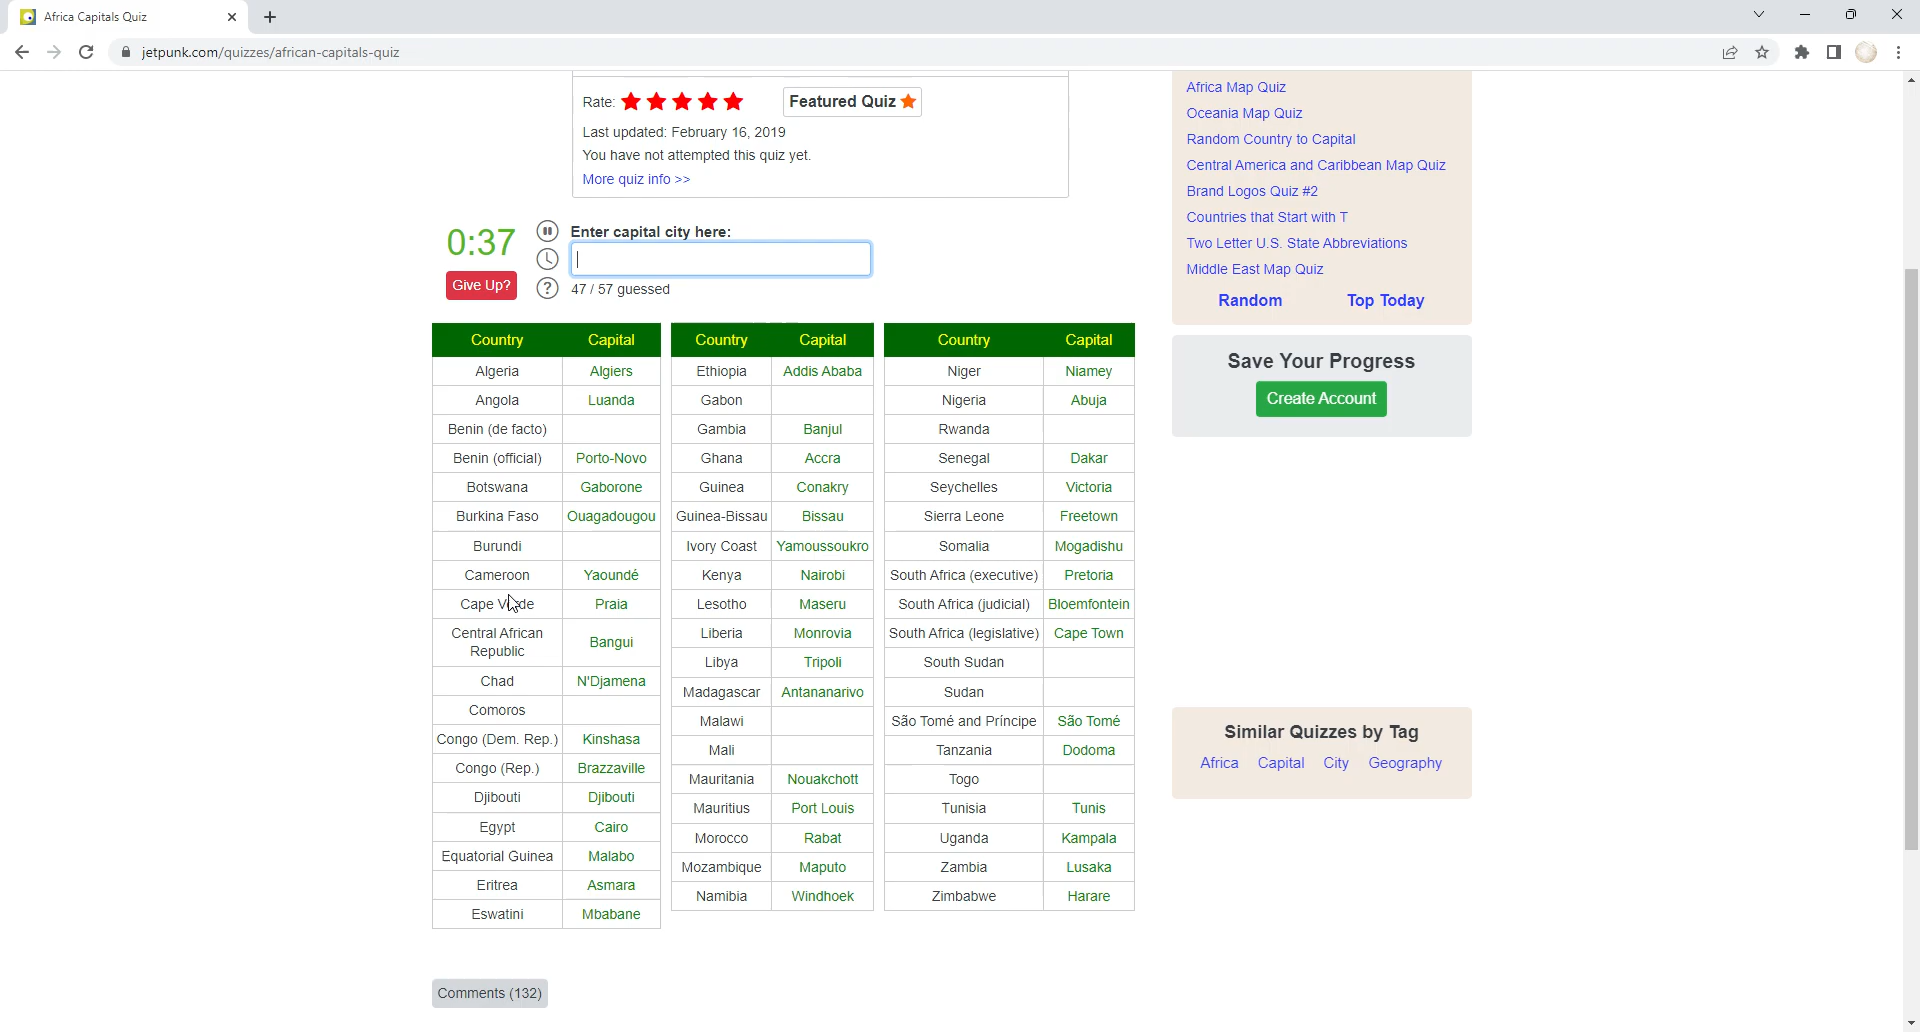 Africa Capitals Quiz
jetpunk.com/quizzes/african-capitals-quiz
Rate:
Featured Quiz
Last updated: February 16, 2019
You have not attempted this quiz yet.
More quiz info >>
0:37
Give Up?
Enter capital city here:
47 / 57 guessed
Country Capital
Algeria Algiers
Angola Luanda
Benin (de facto)
Benin (official) Porto-Novo
Botswana Gaborone
Burkina Faso Ouagadougou
Burundi
Cameroon Yaoundé
Cape Verde Praia
Central African
Republic
Bangui
Chad N'Djamena
Comoros
Congo (Dem. Rep.) Kinshasa
Congo (Rep.) Brazzaville
Djibouti Djibouti
Egypt Cairo
Equatorial Guinea Malabo
Eritrea Asmara
Eswatini Mbabane
Country Capital
Ethiopia Addis Ababa
Gabon
Gambia Banjul
Ghana Accra
Guinea Conakry
Guinea-Bissau Bissau
Ivory Coast Yamoussoukro
Kenya Nairobi
Lesotho Maseru
Liberia Monrovia
Libya Tripoli
Madagascar Antananarivo
Malawi
Mali
Mauritania Nouakchott
Mauritius Port Louis
Morocco Rabat
Mozambique Maputo
Namibia Windhoek
Country Capital
Niger Niamey
Nigeria Abuja
Rwanda
Senegal Dakar
Seychelles Victoria
Sierra Leone Freetown
Somalia Mogadishu
South Africa (executive) Pretoria
South Africa (judicial) Bloemfontein
South Africa (legislative) Cape Town
South Sudan
Sudan
São Tomé and Príncipe São Tomé
Tanzania Dodoma
Togo
Tunisia Tunis
Uganda Kampala
Zambia Lusaka
Zimbabwe Harare
Comments (132)
Africa Map Quiz
Oceania Map Quiz
Random Country to Capital
Central America and Caribbean Map Quiz
Brand Logos Quiz #2
Countries that Start with T
Two Letter U.S. State Abbreviations
Middle East Map Quiz
Random Top Today
Save Your Progress
Create Account
Similar Quizzes by Tag
Africa Capital City Geography